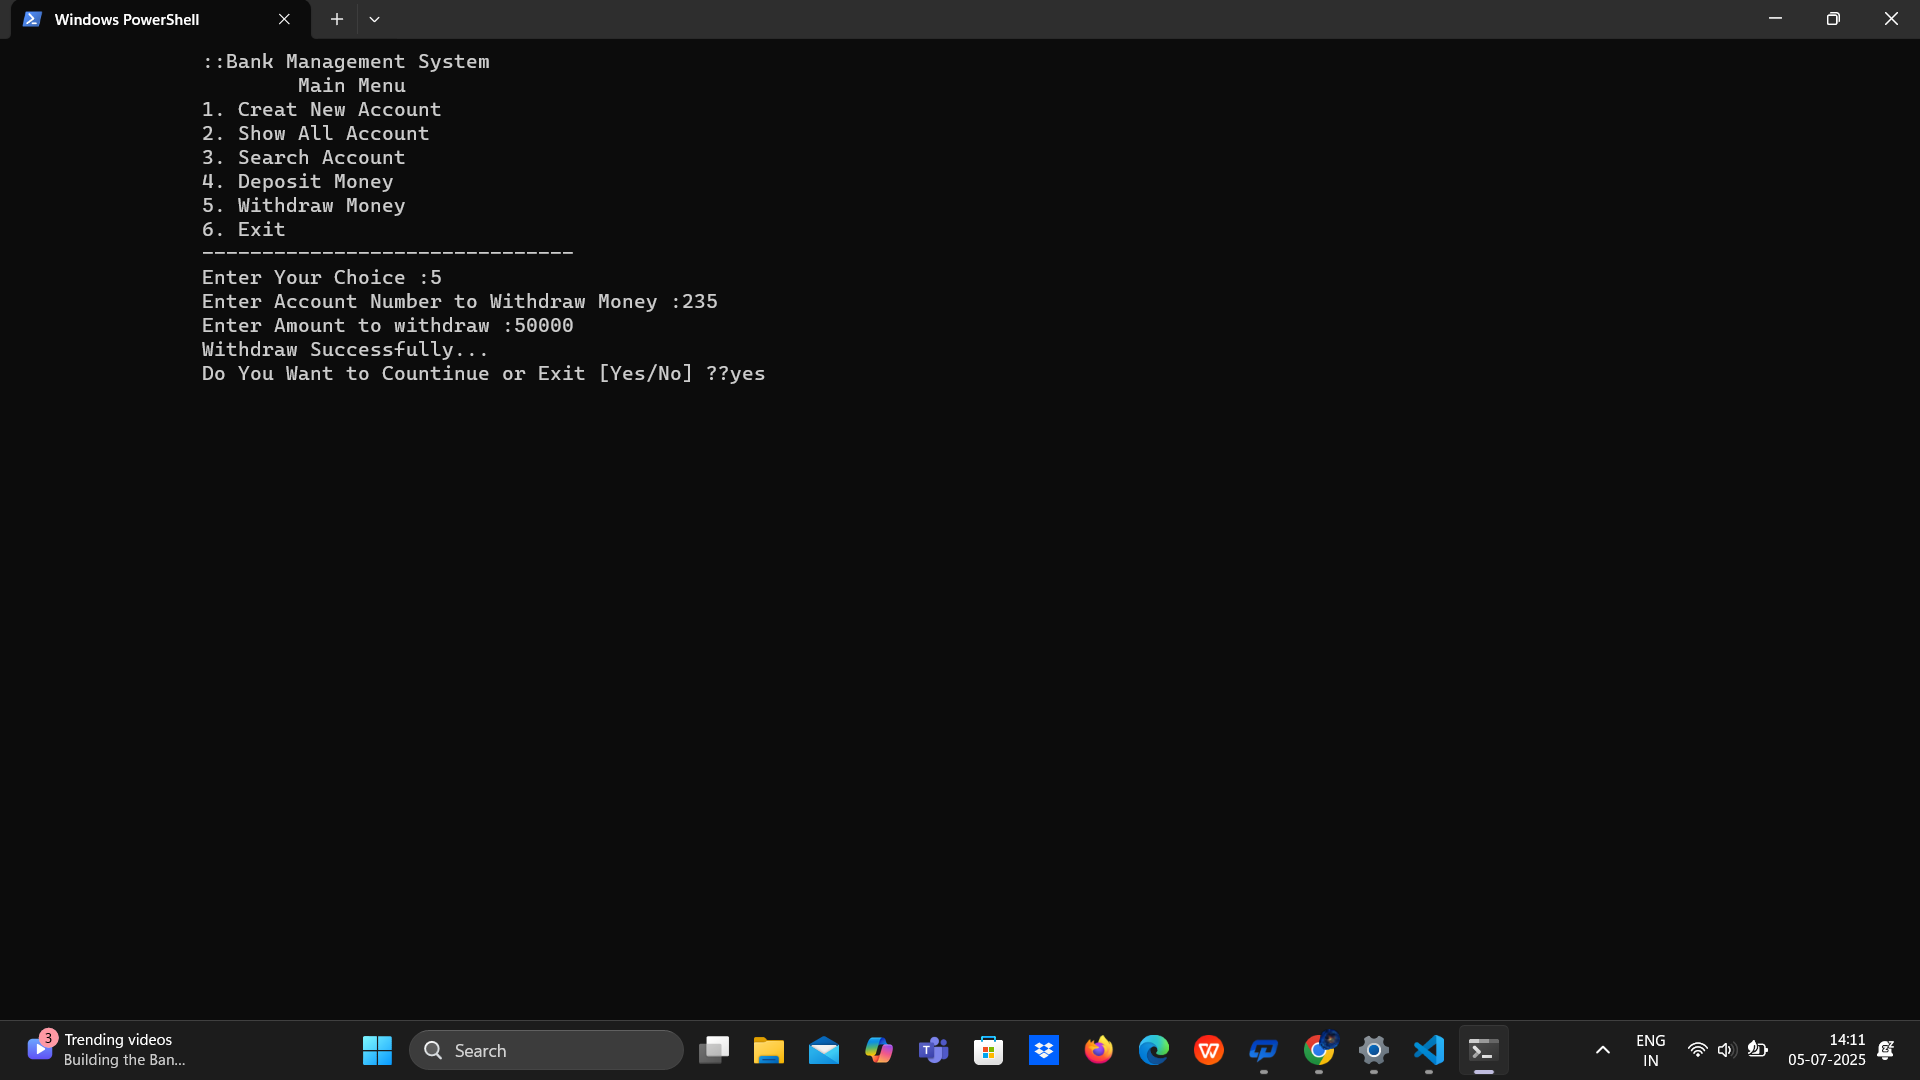 Windows PowerShell
::Bank Management System
Main Menu
1. Creat New Account
2. Show All Account
3. Search Account
4. Deposit Money
5. Withdraw Money
6. Exit
-------------------------------
Enter Your Choice :5
Enter Account Number to Withdraw Money :235
Enter Amount to withdraw :50000
Withdraw Successfully...
Do You Want to Countinue or Exit [Yes/No] ??yes
3
Trending videos
Building the Ban...
Search
ENG
IN
14:11
05-07-2025